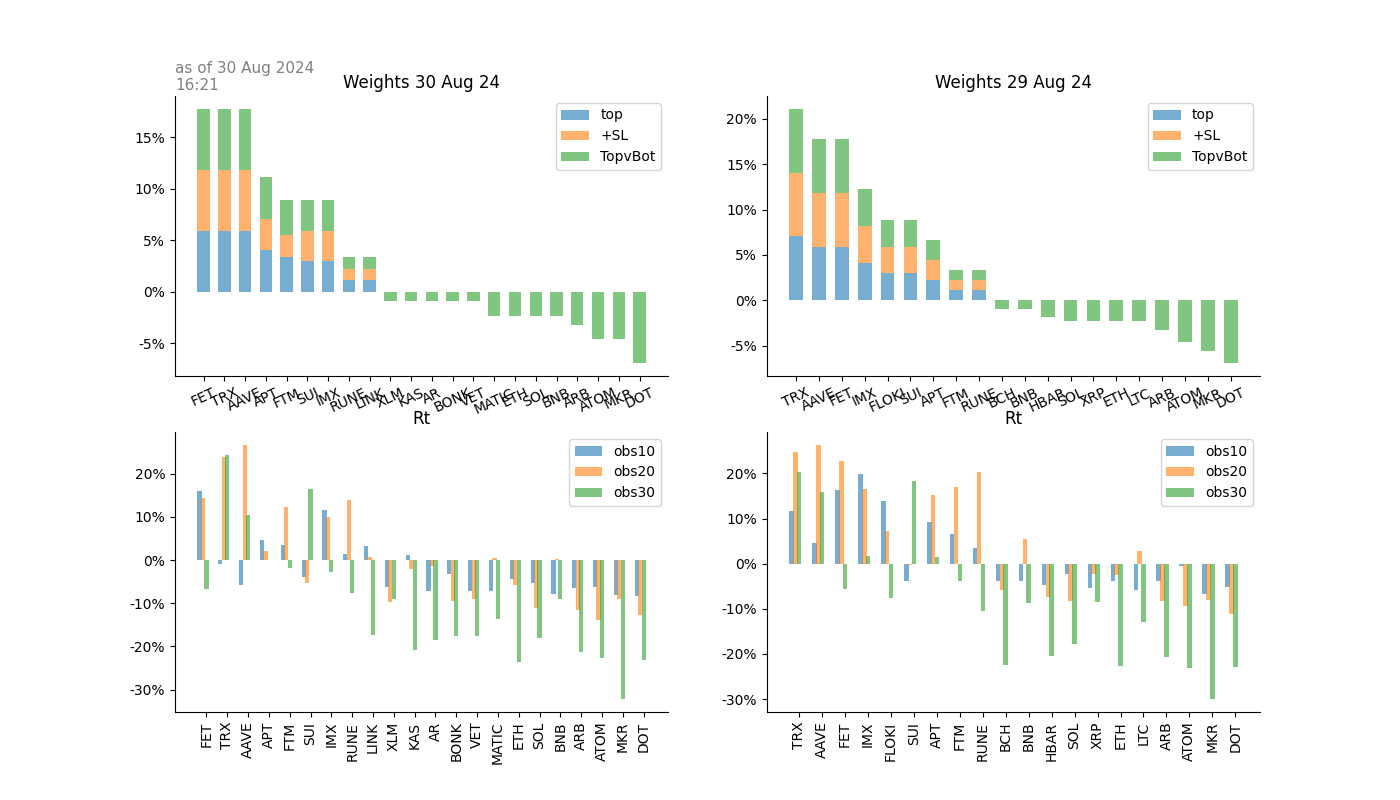 as of 30 Aug 2024
16:21
Weights 30 Aug 24
top
+SL
TopvBot
15%
10%
5%
0%
-5%
FET TRX AAVE APT FTM SUI IMX RUNE LINK XLM KAS AR BONK VET MATIC ETH SOL BNB ARB ATOM MKR DOT
Weights 29 Aug 24
top
+SL
TopvBot
20%
15%
10%
5%
0%
-5%
TRX AAVE FET IMX FLOKI SUI APT FTM RUNE BCH BNB HBAR SOL XRP ETH LTC ARB ATOM MKR DOT
Rt
obs10
obs20
obs30
20%
10%
0%
-10%
-20%
-30%
FET TRX AAVE APT FTM SUI IMX RUNE LINK XLM KAS AR BONK VET MATIC ETH SOL BNB ARB ATOM MKR DOT
Rt
obs10
obs20
obs30
20%
10%
0%
-10%
-20%
-30%
TRX AAVE FET IMX FLOKI SUI APT FTM RUNE BCH BNB HBAR SOL XRP ETH LTC ARB ATOM MKR DOT